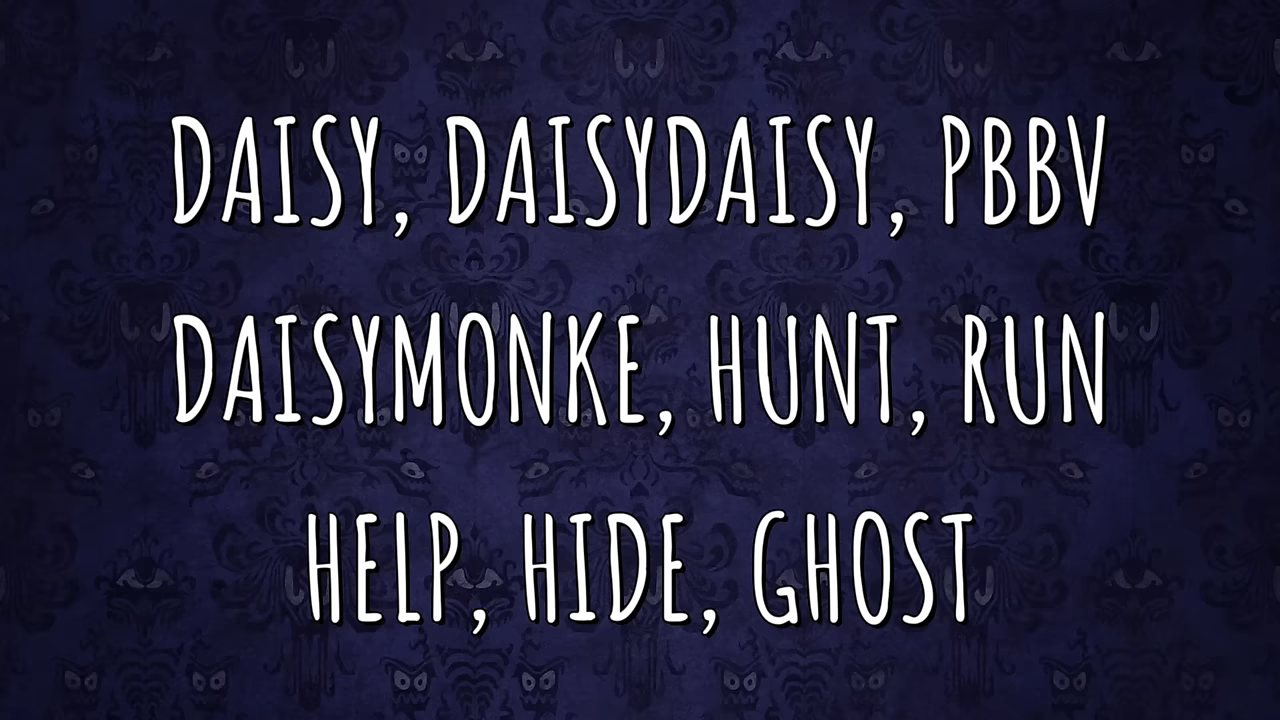 DAISY, DAISYDAISY, PBBV
DAISYMONKE, HUNT, RUN
HELP, HIDE, GHOST